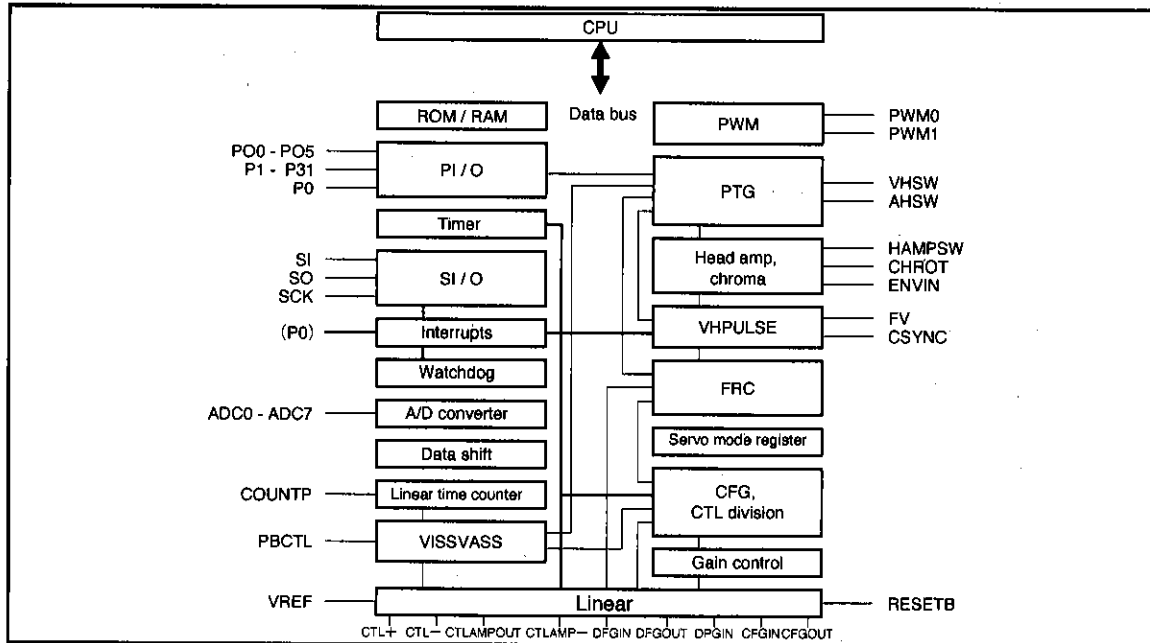 CPU
Data bus
ROM / RAM
PWM
PWM0
PWM1
PO0 - PO5
P1 - P31
P0
PI / O
PTG
VHSW
AHSW
Timer
SI
SO
SCK
SI / O
Head amp,
chroma
HAMPSW
CHROT
ENVIN
(P0)
Interrupts
VHPULSE
FV
CSYNC
Watchdog
FRC
ADC0 - ADC7
A/D converter
Servo mode register
Data shift
COUNTP
Linear time counter
CFG,
CTL division
PBCTL
VISSVASS
Gain control
VREF
Linear
RESETB
CTL+ CTL− CTLAMPOUT CTLAMP− DFGIN DFGOUT DPGIN CFGIN CFGOUT